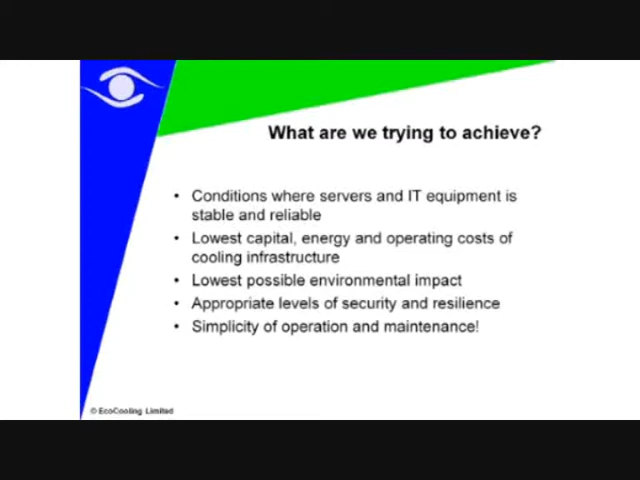 What are we trying to achieve?
• Conditions where servers and IT equipment is
stable and reliable
• Lowest capital, energy and operating costs of
cooling infrastructure
• Lowest possible environmental impact
• Appropriate levels of security and resilience
• Simplicity of operation and maintenance!
© EcoCooling Limited